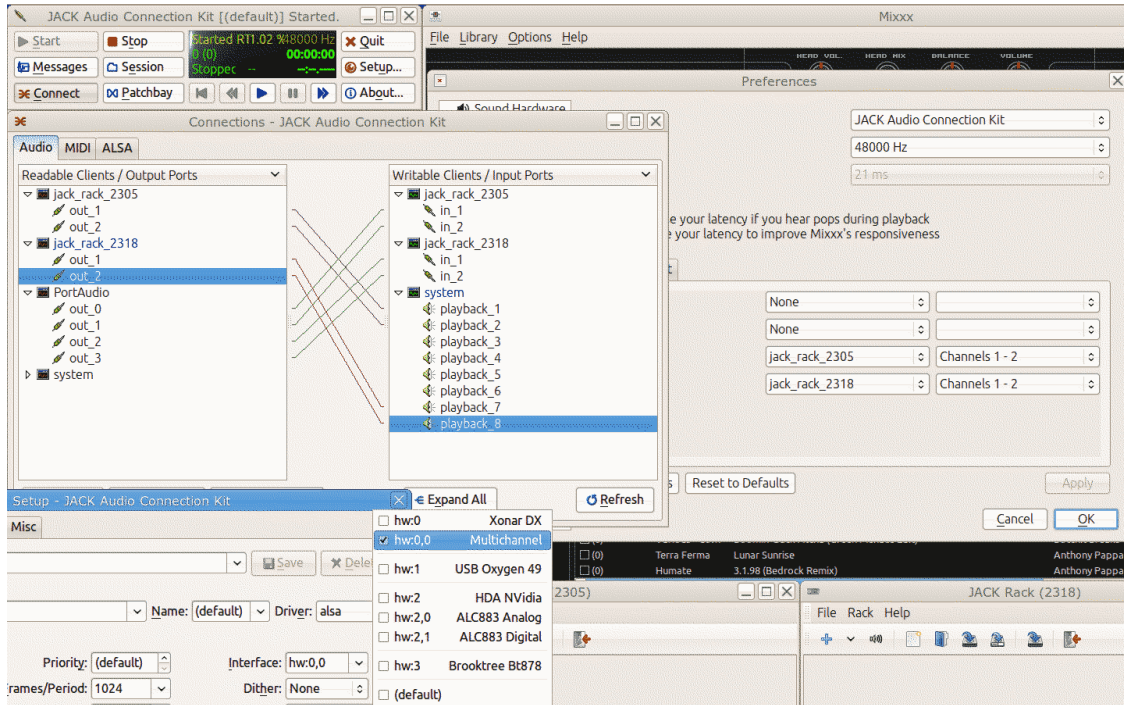 JACK Audio Connection Kit [(default)] Started.
Start
Stop
Started RT1.02 %48000 Hz
Quit
0 (0) 00:00:00
Messages
Session
Stopped -- --:--.----
Setup...
Connect
Patchbay
About...
Mixxx
File Library Options Help
HEAD VOL. HEAD MIX BALANCE VOLUME
Preferences
Sound Hardware
JACK Audio Connection Kit
48000 Hz
21 ms
e your latency if you hear pops during playback
your latency to improve Mixxx's responsiveness
None
None
jack_rack_2305 Channels 1 - 2
jack_rack_2318 Channels 1 - 2
Reset to Defaults
Apply
Cancel
OK
Connections - JACK Audio Connection Kit
Audio MIDI ALSA
Readable Clients / Output Ports
jack_rack_2305
out_1
out_2
jack_rack_2318
out_1
out_2
PortAudio
out_0
out_1
out_2
out_3
system
Writable Clients / Input Ports
jack_rack_2305
in_1
in_2
jack_rack_2318
in_1
in_2
system
playback_1
playback_2
playback_3
playback_4
playback_5
playback_6
playback_7
playback_8
Expand All
Refresh
Setup - JACK Audio Connection Kit
Misc
Save
Dele
Name: (default) Driver: alsa
Priority: (default) Interface: hw:0,0
rames/Period: 1024 Dither: None
hw:0 Xonar DX
hw:0,0 Multichannel
hw:1 USB Oxygen 49
hw:2 HDA NVidia
hw:2,0 ALC883 Analog
hw:2,1 ALC883 Digital
hw:3 Brooktree Bt878
(default)
(0) Terra Ferma Lunar Sunrise Anthony Pappa
(0) Humate 3.1.98 (Bedrock Remix) Anthony Pappa
2305)
JACK Rack (2318)
File Rack Help